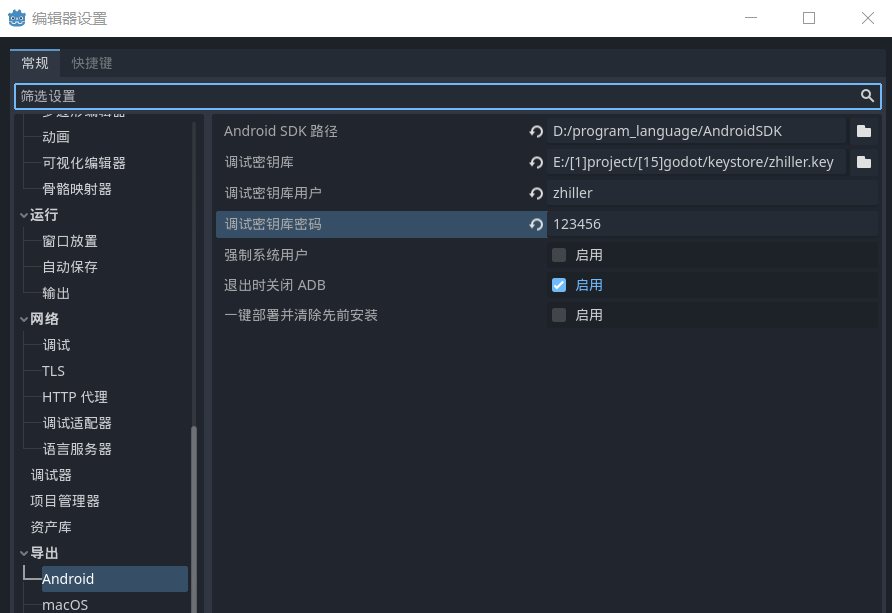 编辑器设置
常规 快捷键
筛选设置
动画
可视化编辑器
骨骼映射器
运行
窗口放置
自动保存
输出
网络
调试
TLS
HTTP 代理
调试适配器
语言服务器
调试器
项目管理器
资产库
导出
Android
macOS
Android SDK 路径 D:/program_language/AndroidSDK
调试密钥库 E:/[1]project/[15]godot/keystore/zhiller.key
调试密钥库用户 zhiller
调试密钥库密码 123456
强制系统用户 启用
退出时关闭 ADB 启用
一键部署并清除先前安装 启用